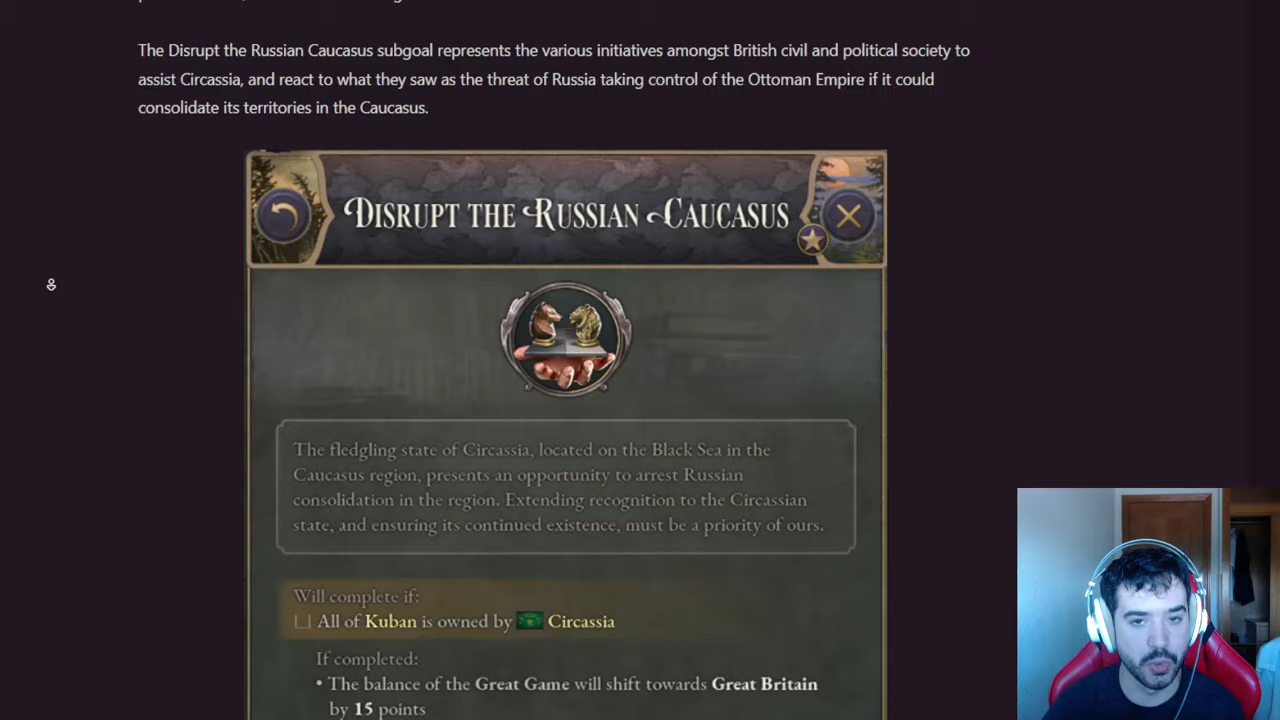 The Disrupt the Russian Caucasus subgoal represents the various initiatives amongst British civil and political society to
assist Circassia, and react to what they saw as the threat of Russia taking control of the Ottoman Empire if it could
consolidate its territories in the Caucasus.
DISRUPT THE RUSSIAN CAUCASUS
The fledgling state of Circassia, located on the Black Sea in the
Caucasus region, presents an opportunity to arrest Russian
consolidation in the region. Extending recognition to the Circassian
state, and ensuring its continued existence, must be a priority of ours.
Will complete if:
All of Kuban is owned by Circassia
If completed:
• The balance of the Great Game will shift towards Great Britain
by 15 points